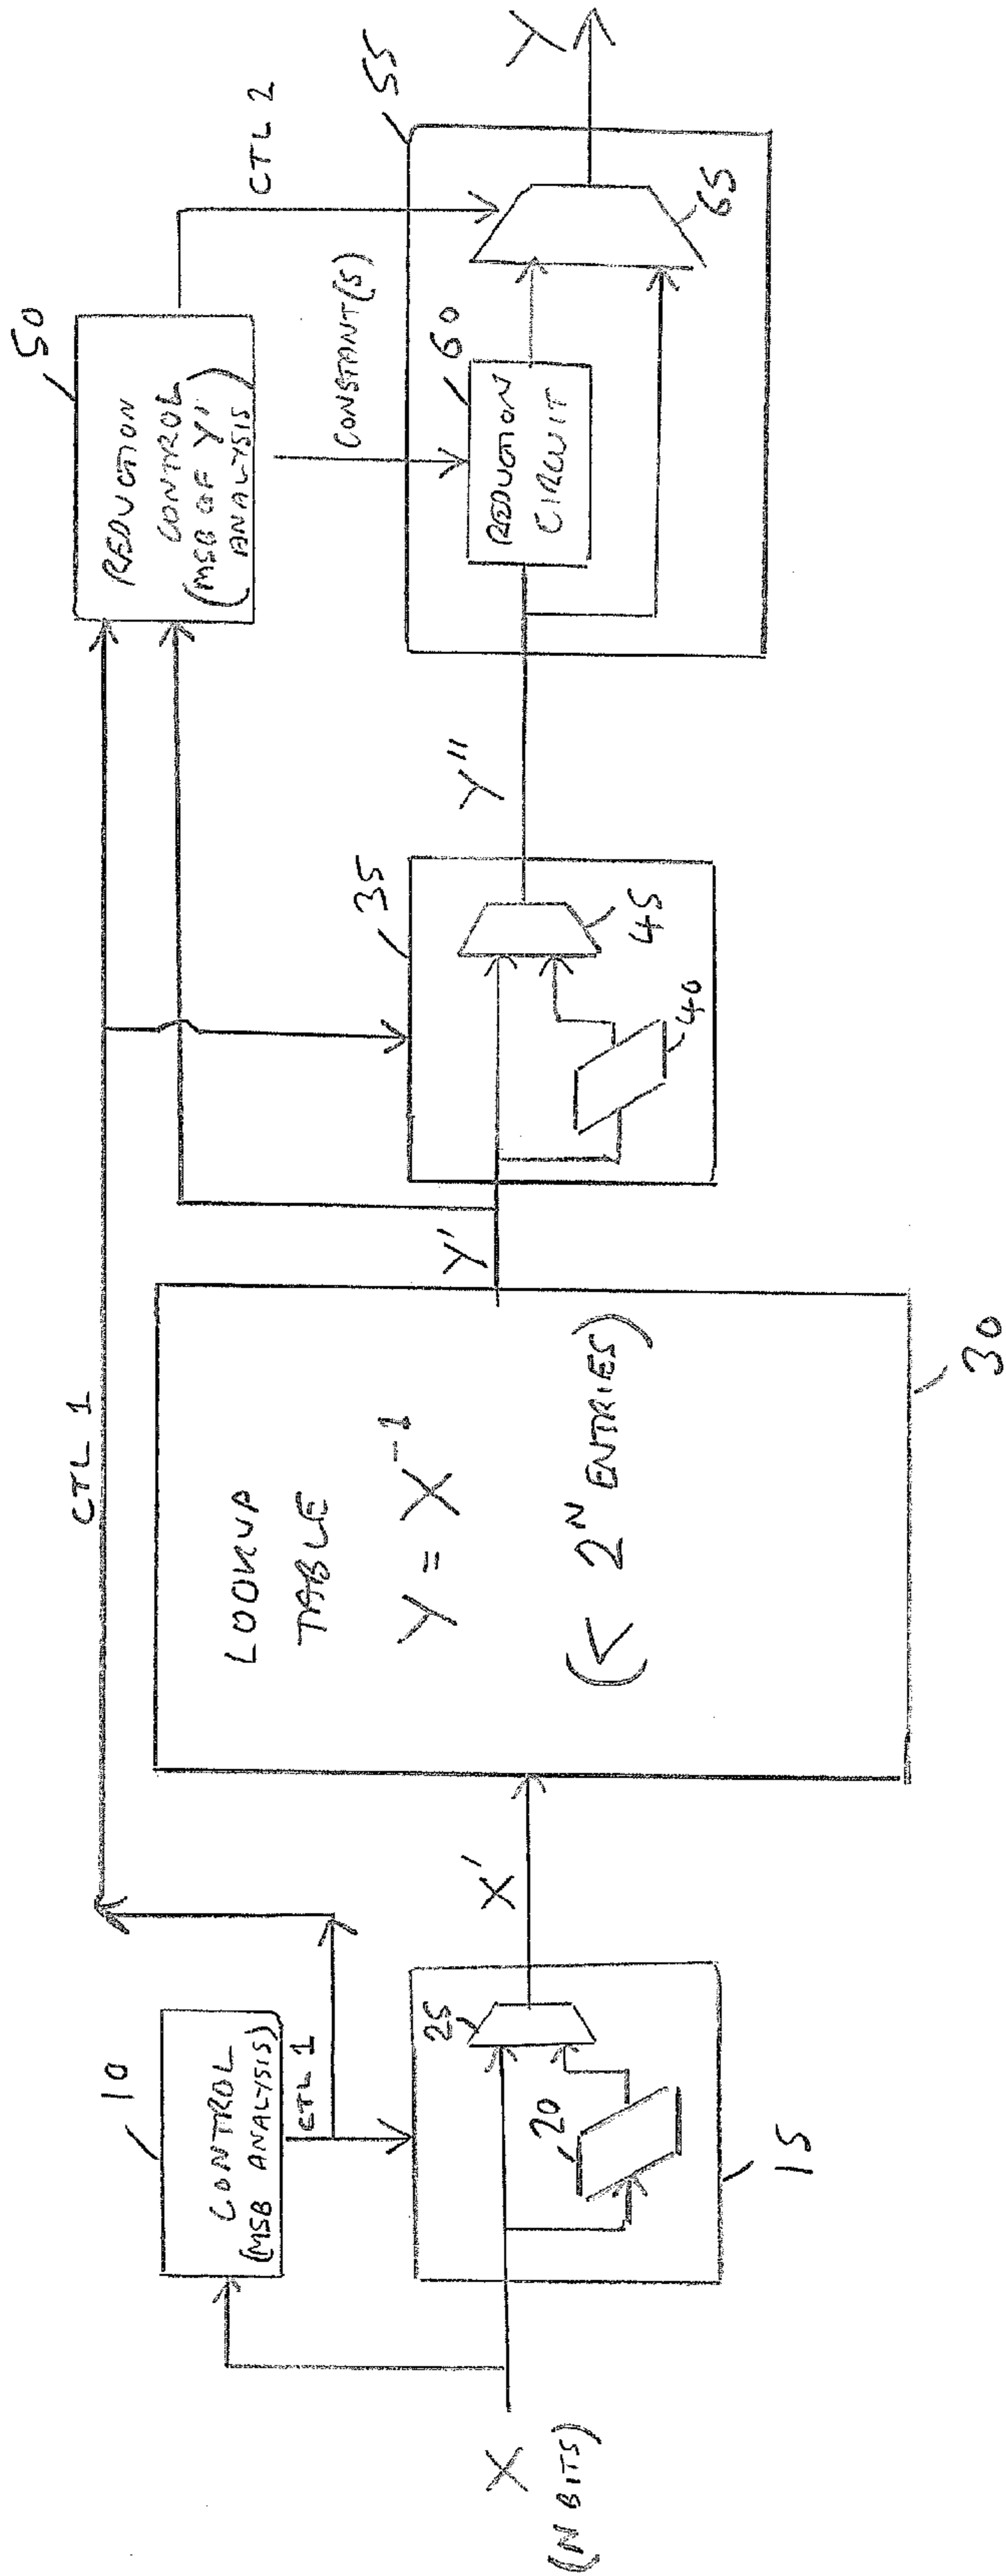 X
(N BITS)
10
CONTROL
(MSB ANALYSIS)
CTL 1
25
20
15
X'
CTL 1
LOOKUP
TABLE
Y = X⁻¹
(< 2ᴺ ENTRIES)
30
Y'
35
45
40
Y"
50
REDUCTION
CONTROL
(MSB OF Y'
ANALYSIS)
CONSTANT(S)
CTL 2
60
REDUCTION
CIRCUIT
65
55
Y